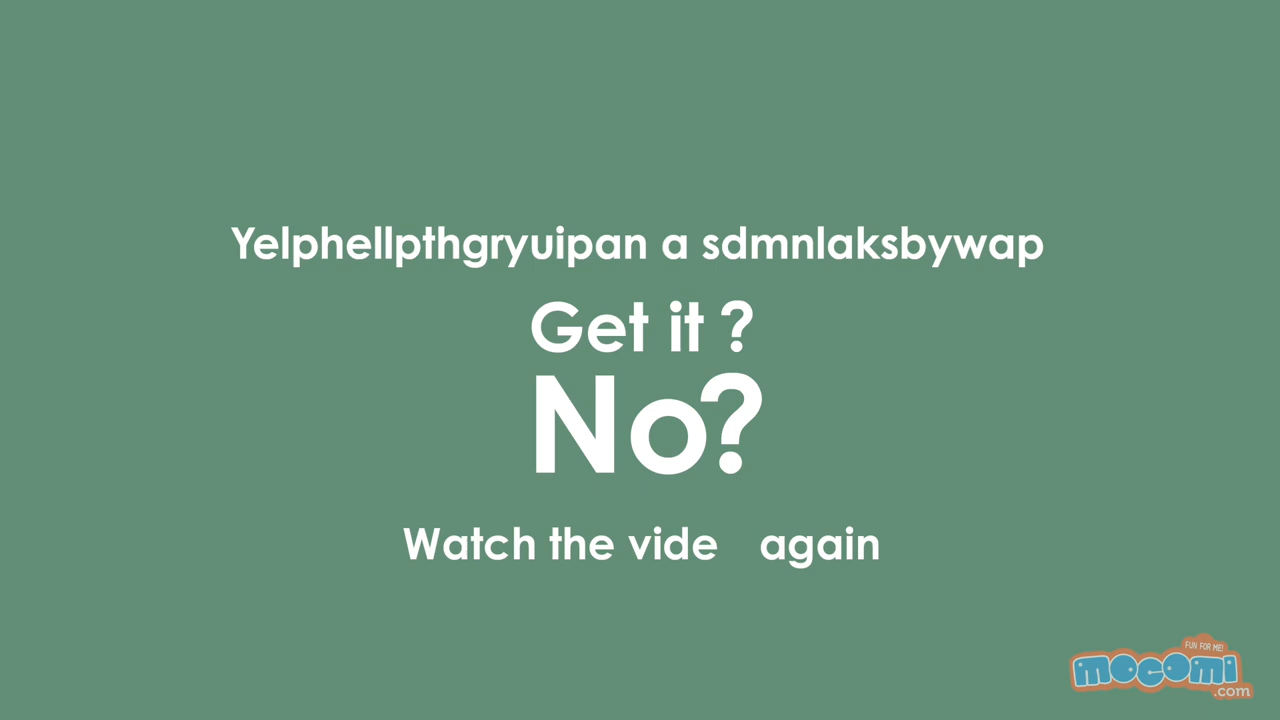 Yelphellpthgryuipan a sdmnlaksbywap
Get it ?
No?
Watch the vide again
FUN FOR ME!
mocomi
.com